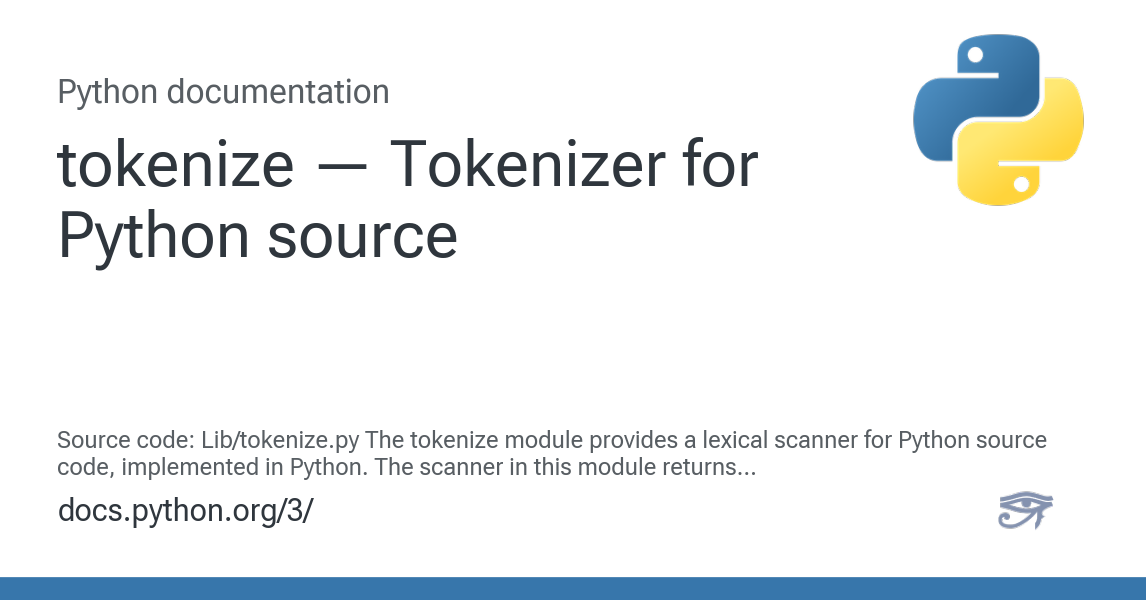 Python documentation
tokenize — Tokenizer for
Python source
Source code: Lib/tokenize.py The tokenize module provides a lexical scanner for Python source
code, implemented in Python. The scanner in this module returns...
docs.python.org/3/